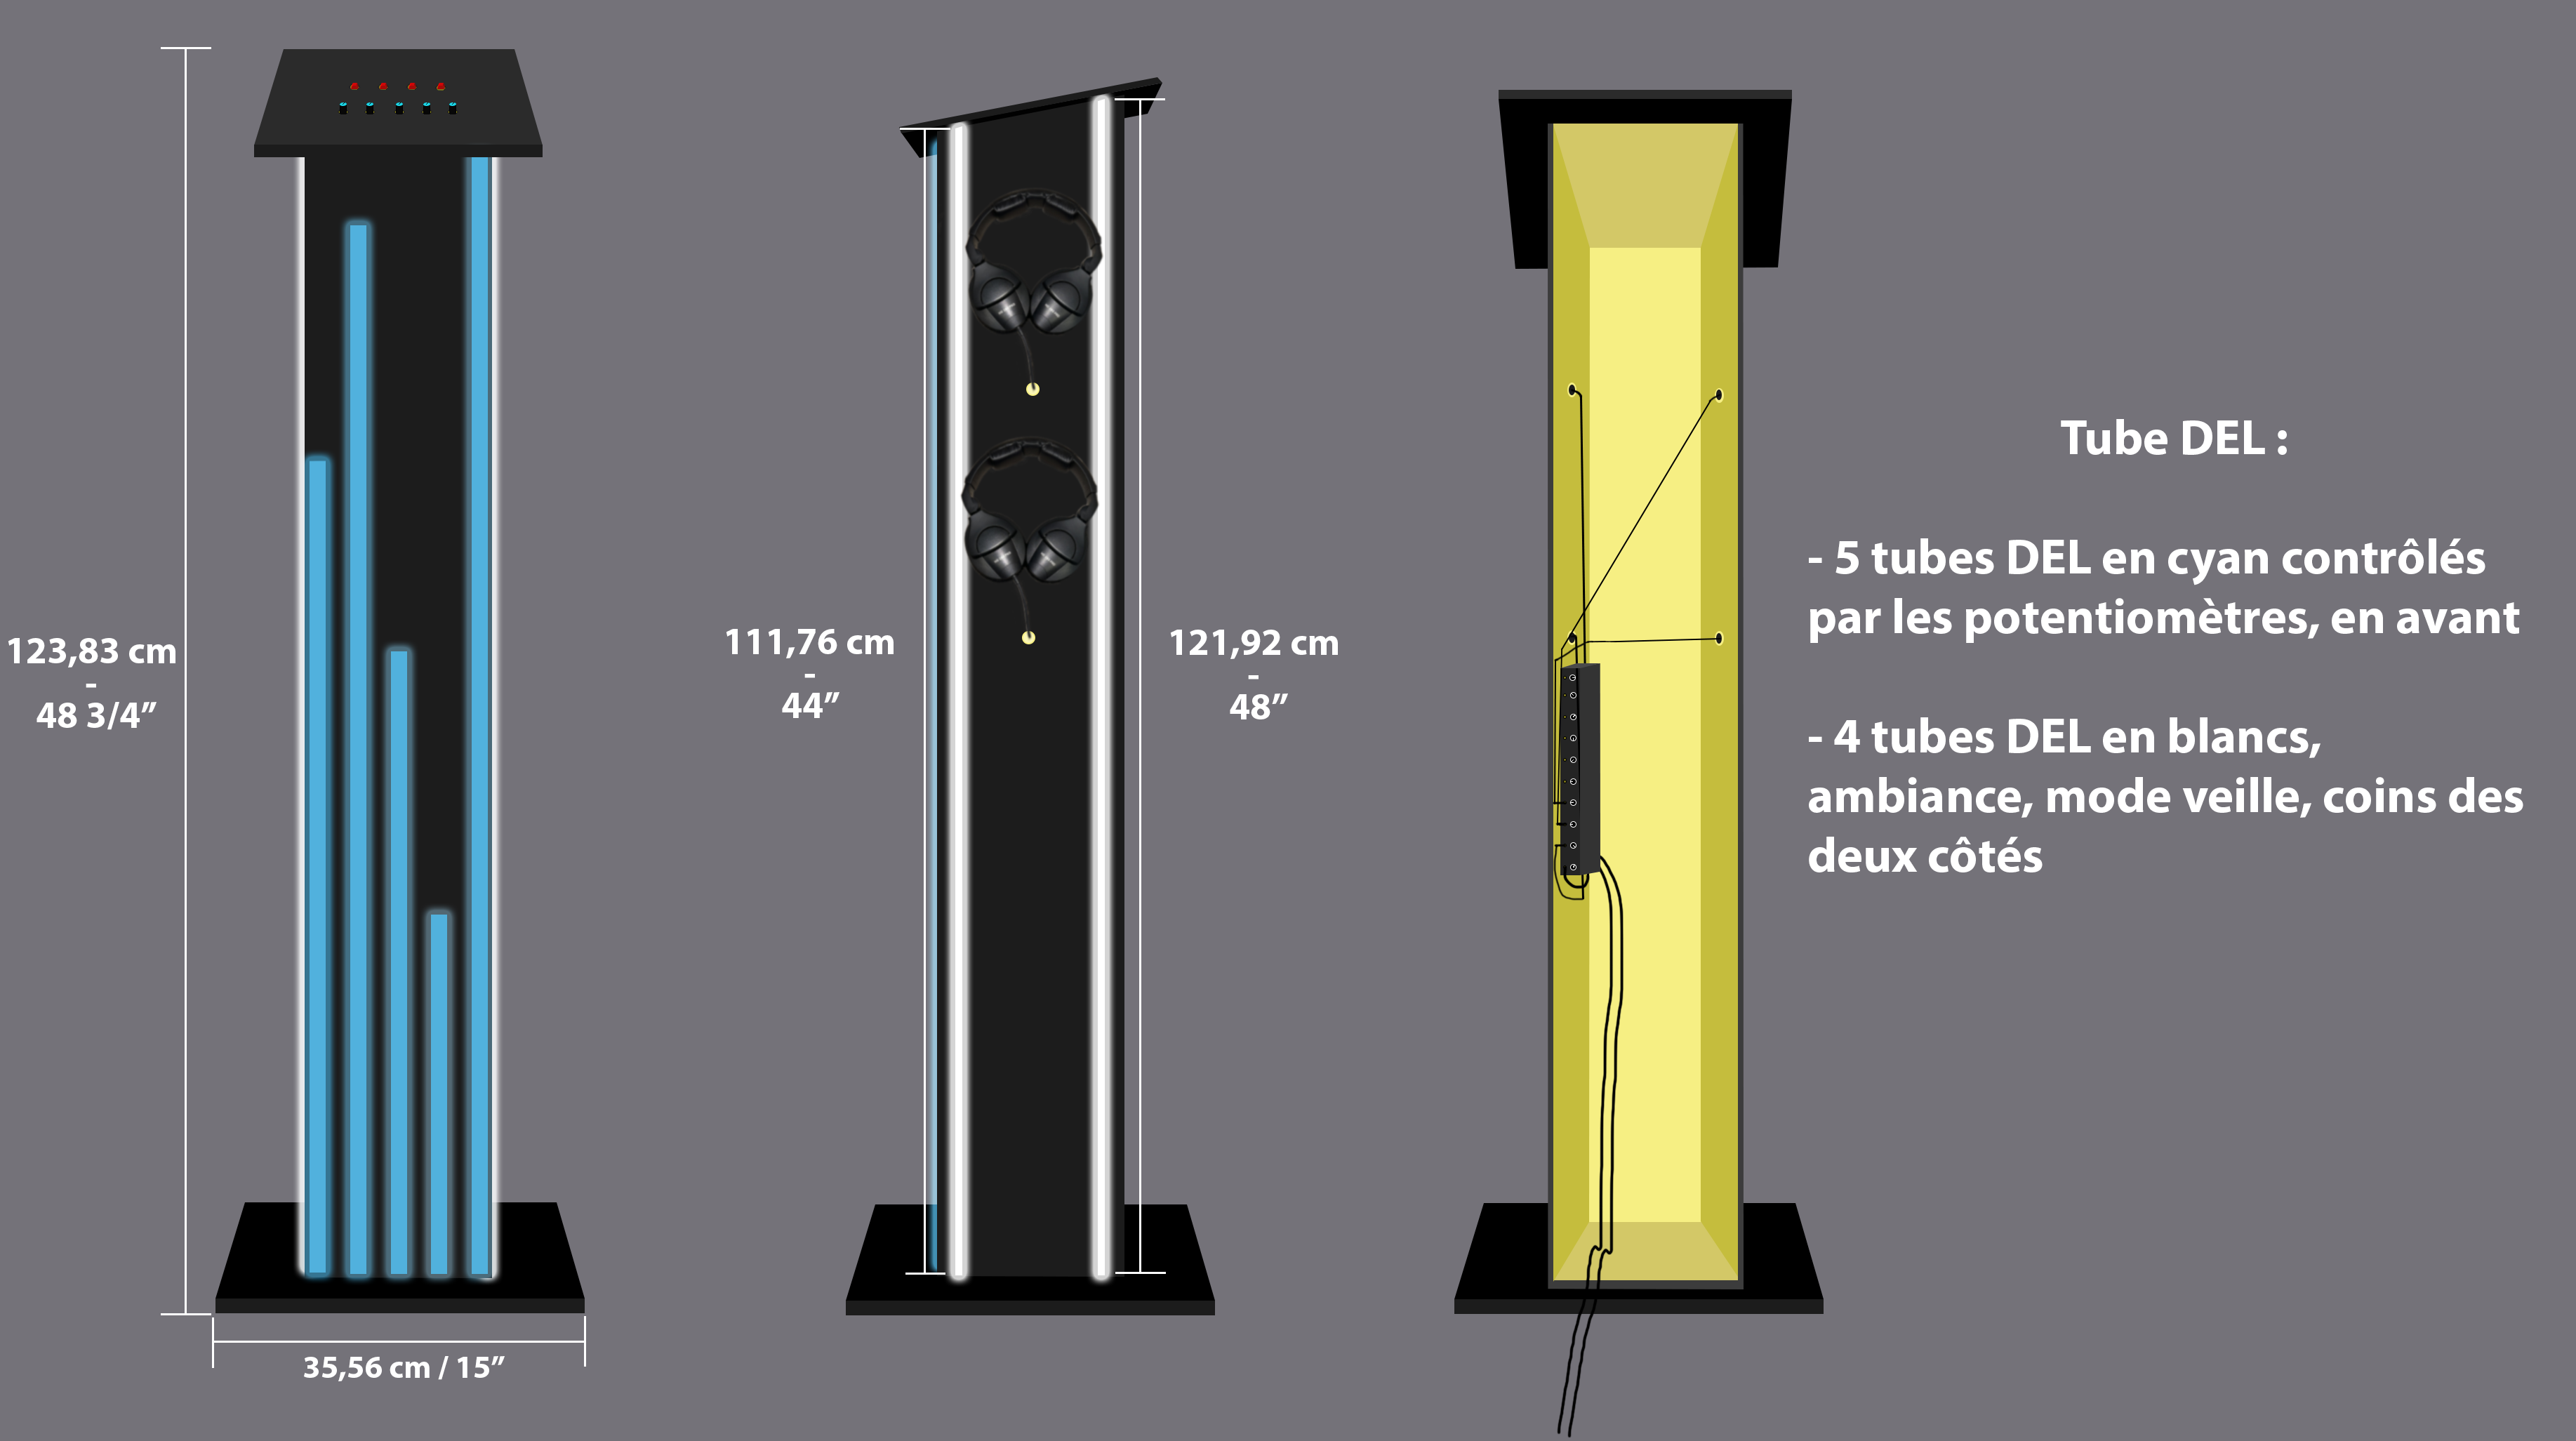 123,83 cm
-
48 3/4”
35,56 cm / 15”
111,76 cm
-
44”
121,92 cm
-
48”
Tube DEL :
- 5 tubes DEL en cyan contrôlés
par les potentiomètres, en avant
- 4 tubes DEL en blancs,
ambiance, mode veille, coins des
deux côtés